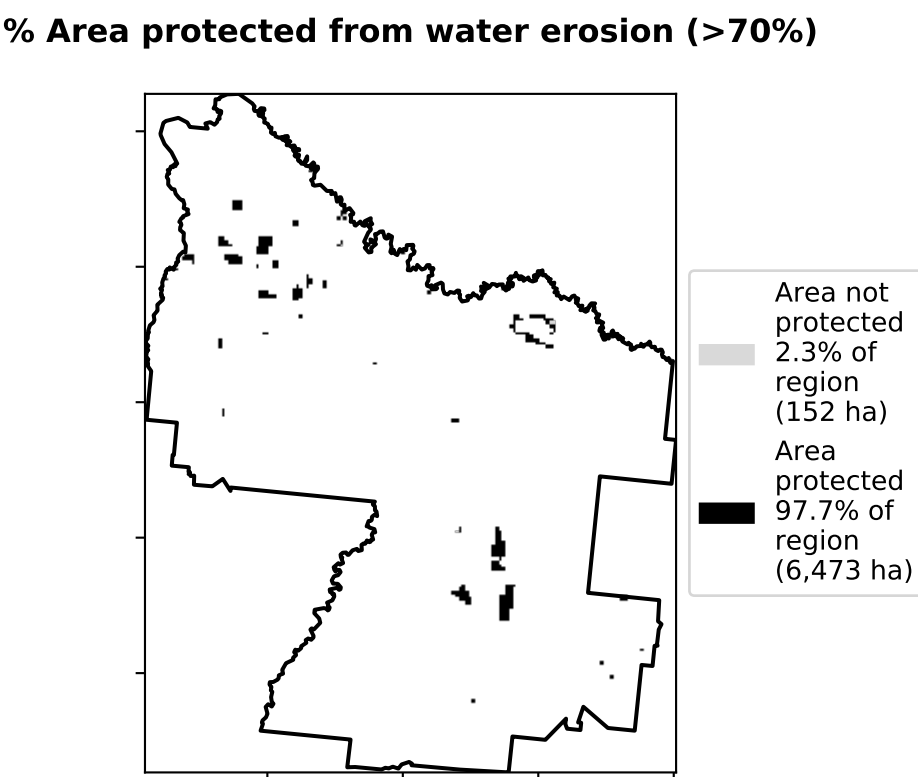 % Area protected from water erosion (>70%)
Area not
protected
2.3% of
region
(152 ha)
Area
protected
97.7% of
region
(6,473 ha)